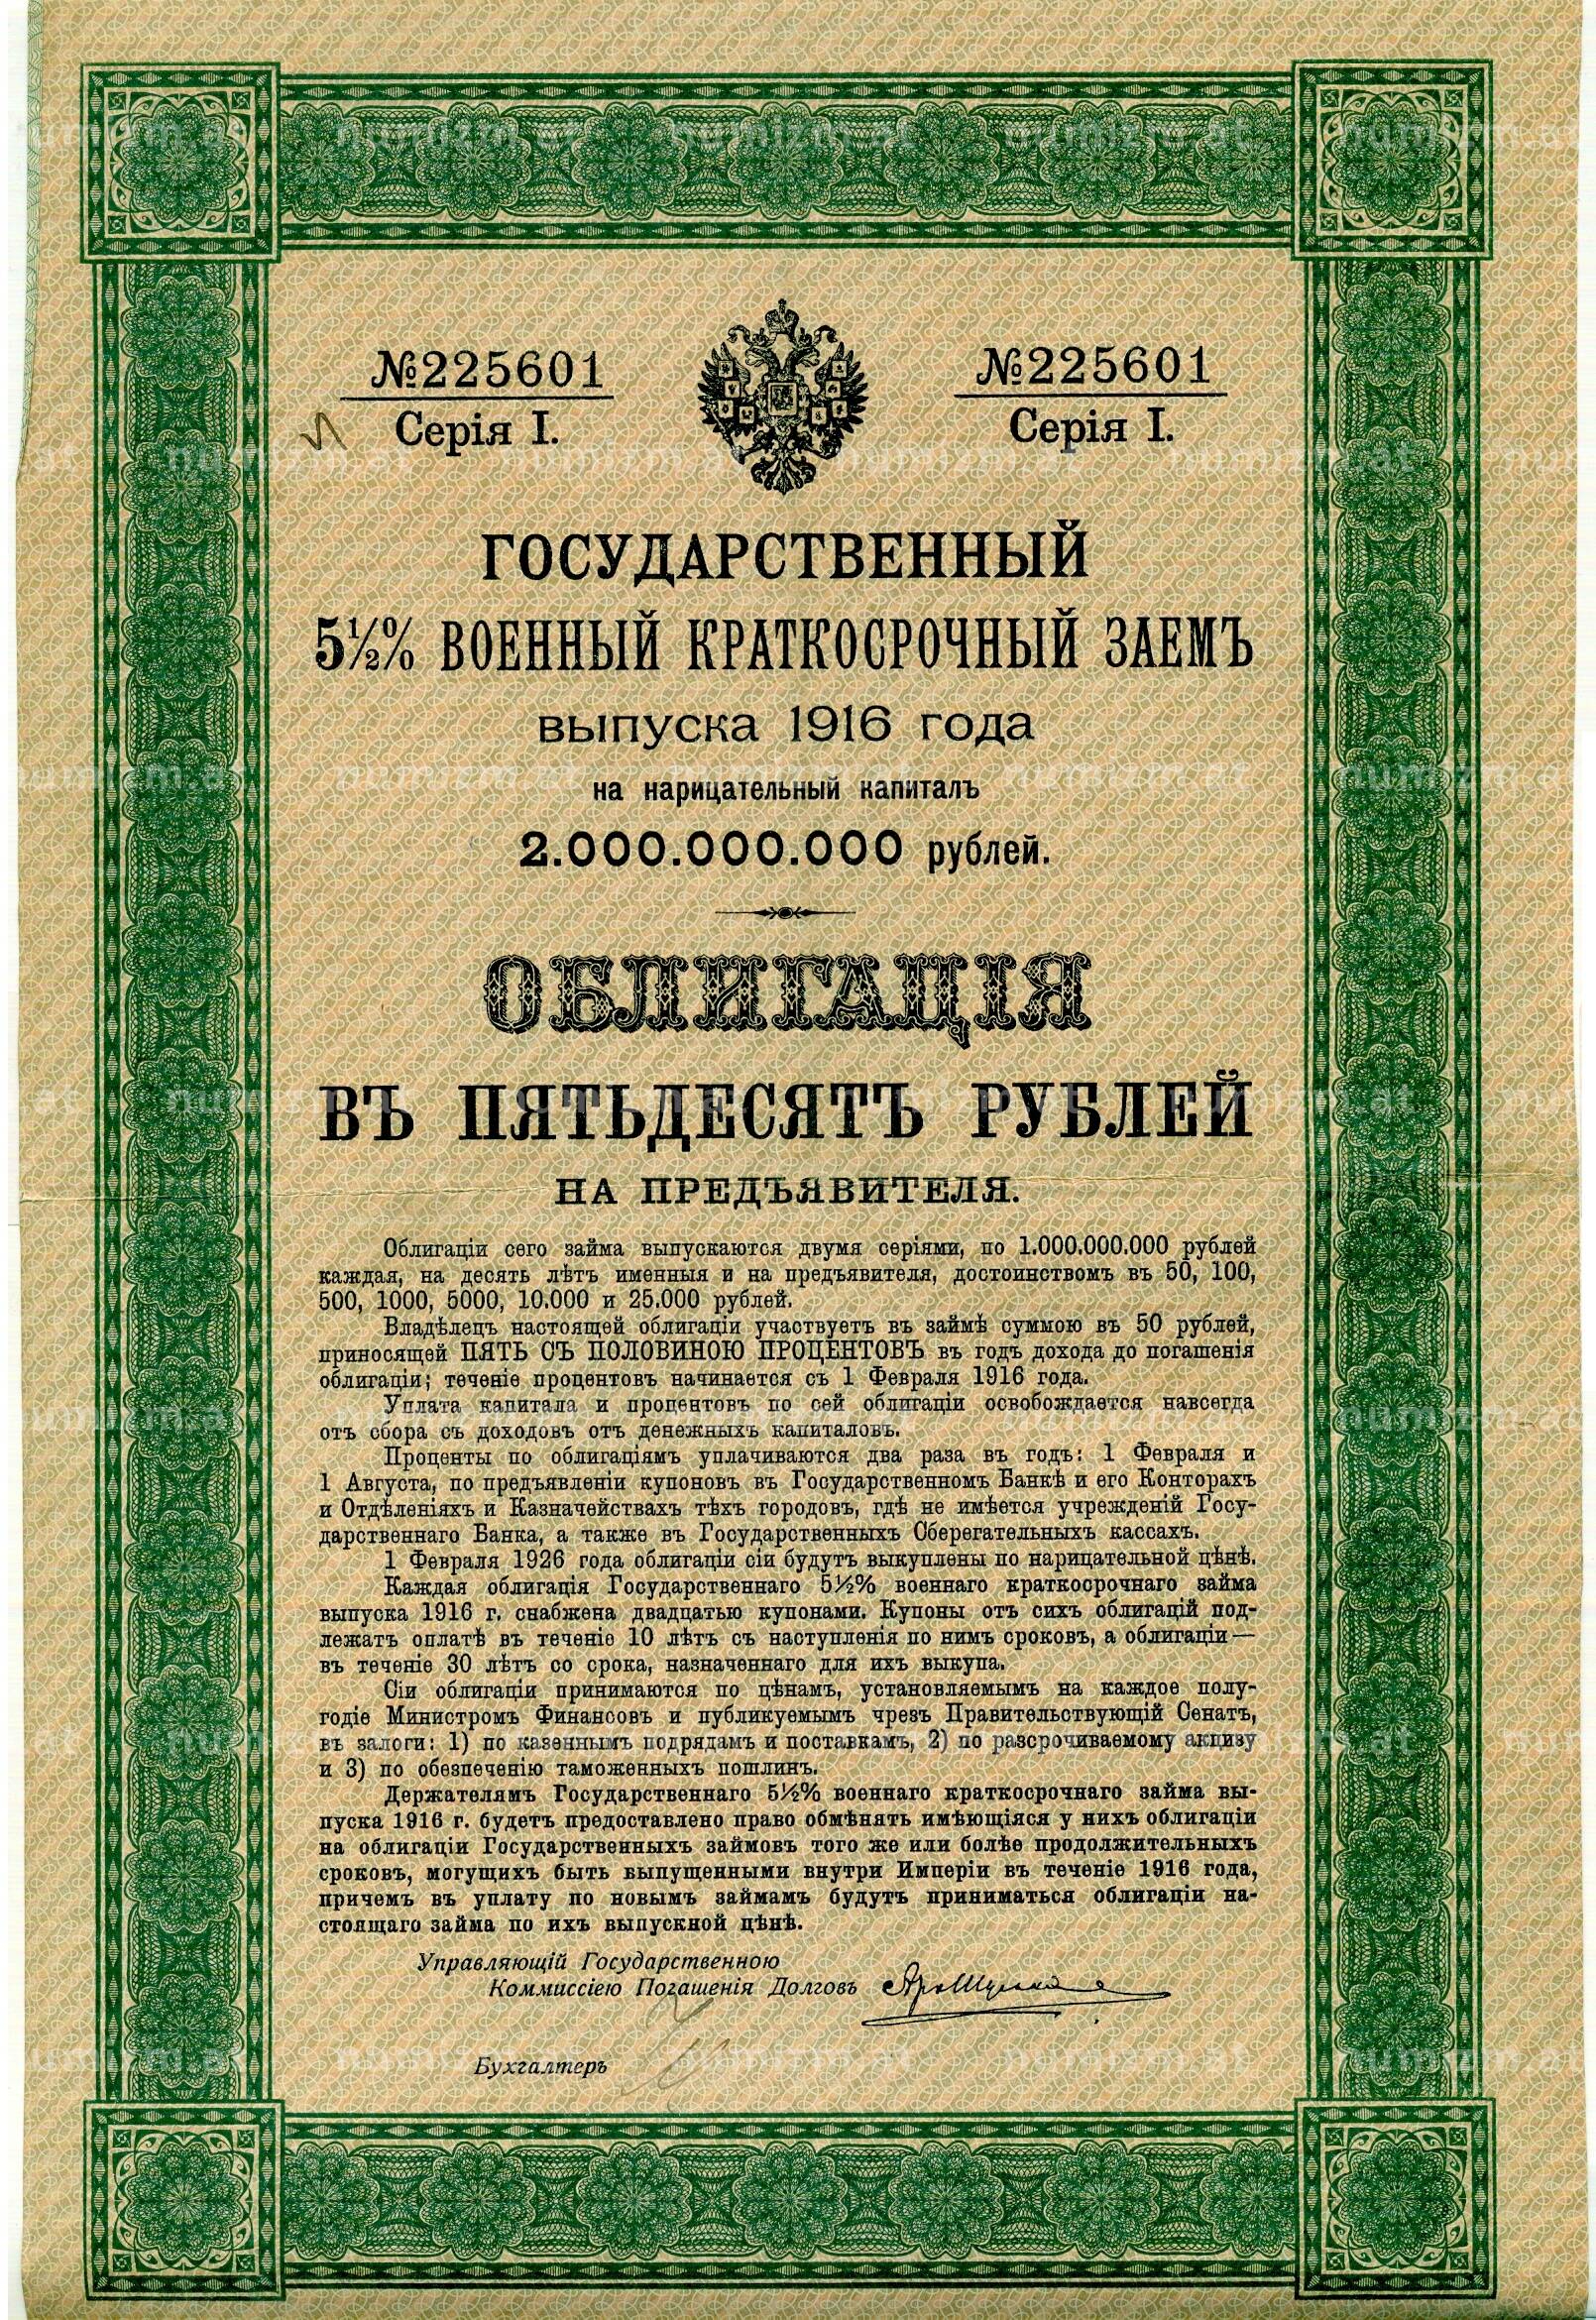 №225601
Серія I.
№225601
Серія I.
ГОСУДАРСТВЕННЫЙ
5½% ВОЕННЫЙ КРАТКОСРОЧНЫЙ ЗАЕМЪ
выпуска 1916 года
на нарицательный капиталъ
2.000.000.000 рублей.
ОБЛИГАЦІЯ
ВЪ ПЯТЬДЕСЯТЪ РУБЛЕЙ
НА ПРЕДЪЯВИТЕЛЯ.
Облигаціи сего займа выпускаются двумя серіями, по 1.000.000.000 рублей
каждая, на десять лѣтъ именныя и на предъявителя, достоинствомъ въ 50, 100,
500, 1000, 5000, 10.000 и 25.000 рублей.
Владѣлецъ настоящей облигаціи участвуетъ въ займѣ суммою въ 50 рублей,
приносящей ПЯТЬ СЪ ПОЛОВИНОЮ ПРОЦЕНТОВЪ въ годъ дохода до погашенія
облигаціи; теченіе процентовъ начинается съ 1 Февраля 1916 года.
Уплата капитала и процентовъ по сей облигаціи освобождается навсегда
отъ сбора съ доходовъ отъ денежныхъ капиталовъ.
Проценты по облигаціямъ уплачиваются два раза въ годъ: 1 Февраля и
1 Августа, по предъявленіи купоновъ въ Государственномъ Банкѣ и его Конторахъ
и Отдѣленіяхъ и Казначействахъ тѣхъ городовъ, гдѣ не имѣется учрежденій Госу-
дарственнаго Банка, а также въ Государственныхъ Сберегательныхъ кассахъ.
1 Февраля 1926 года облигаціи сіи будутъ выкуплены по нарицательной цѣнѣ.
Каждая облигація Государственнаго 5½% военнаго краткосрочнаго займа
выпуска 1916 г. снабжена двадцатью купонами. Купоны отъ сихъ облигацій под-
лежатъ оплатѣ въ теченіе 10 лѣтъ съ наступленія по нимъ сроковъ, а облигаціи—
въ теченіе 30 лѣтъ со срока, назначеннаго для ихъ выкупа.
Сіи облигаціи принимаются по цѣнамъ, установляемымъ на каждое полу-
годіе Министромъ Финансовъ и публикуемымъ чрезъ Правительствующій Сенатъ,
въ залоги: 1) по казеннымъ подрядамъ и поставкамъ, 2) по разсрочиваемому акцизу
и 3) по обезпеченію таможенныхъ пошлинъ.
Держателямъ Государственнаго 5½% военнаго краткосрочнаго займа вы-
пуска 1916 г. будетъ предоставлено право обмѣнять имѣющіяся у нихъ облигаціи
на облигаціи Государственныхъ займовъ того же или болѣе продолжительныхъ
сроковъ, могущихъ быть выпущенными внутри Имперіи въ теченіе 1916 года,
причемъ въ уплату по новымъ займамъ будутъ приниматься облигаціи на-
стоящаго займа по ихъ выпускной цѣнѣ.
Управляющій Государственною
Коммиссіею Погашенія Долговъ
Бухгалтеръ
numizm.at